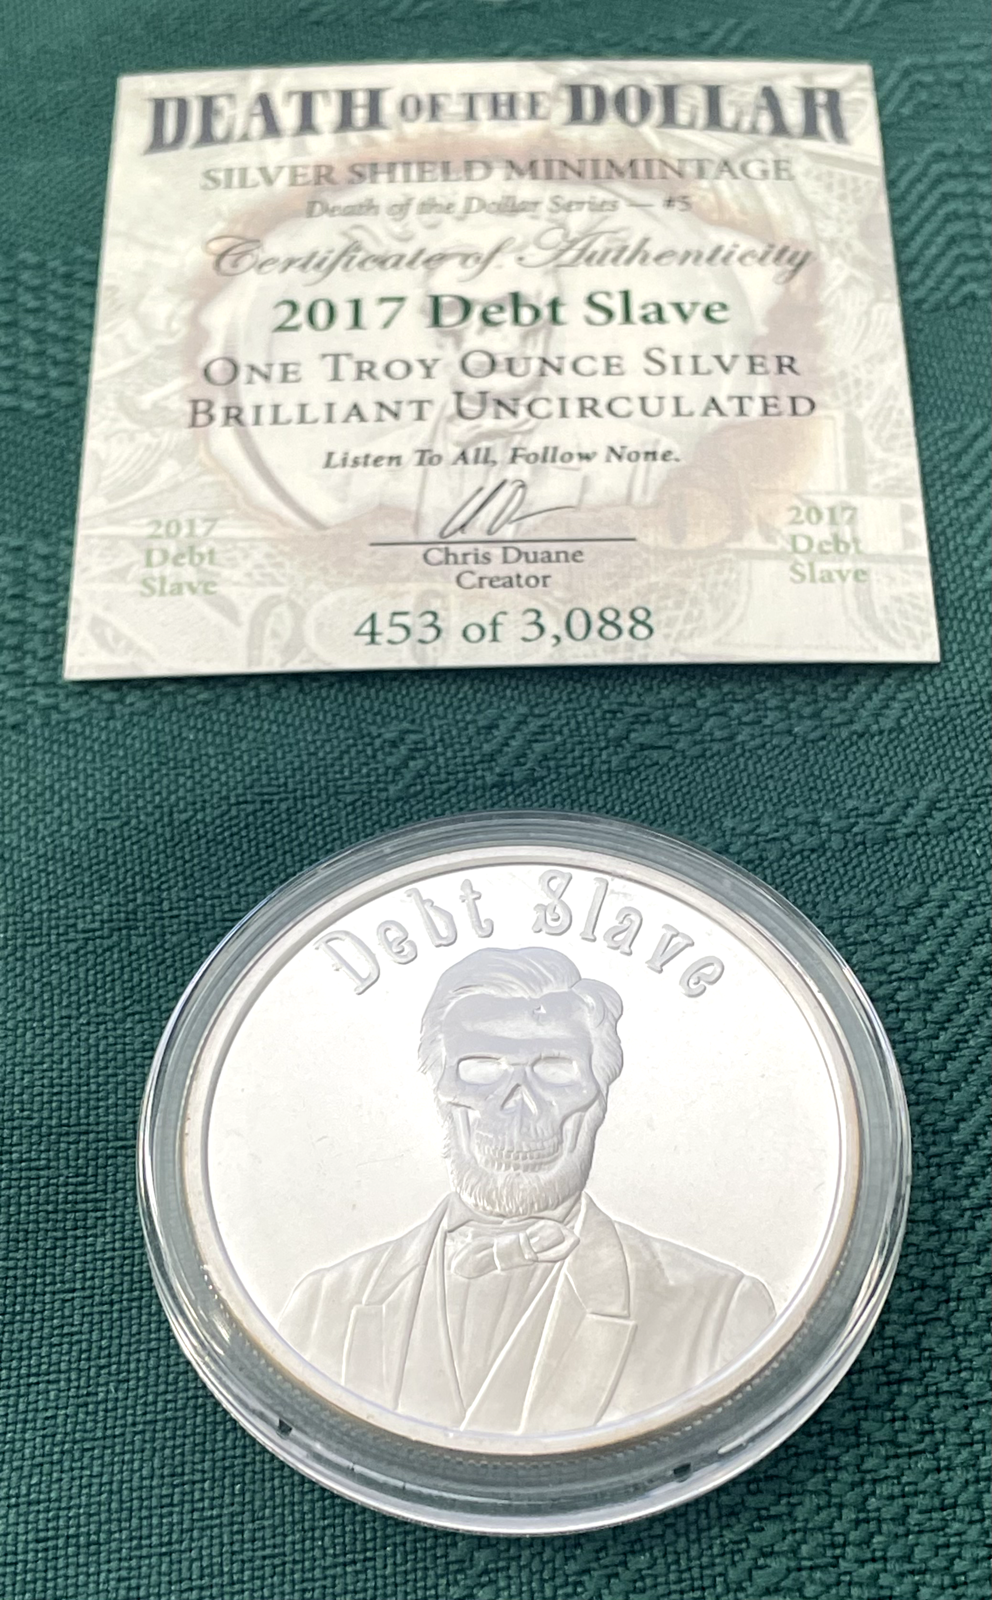 DEATH OF THE DOLLAR
SILVER SHIELD MINIMINTAGE
Death of the Dollar Series — #5
Certificate of Authenticity
2017 Debt Slave
ONE TROY OUNCE SILVER
BRILLIANT UNCIRCULATED
Listen To All, Follow None.
Chris Duane
Creator
2017
Debt
Slave
2017
Debt
Slave
453 of 3,088
Debt Slave